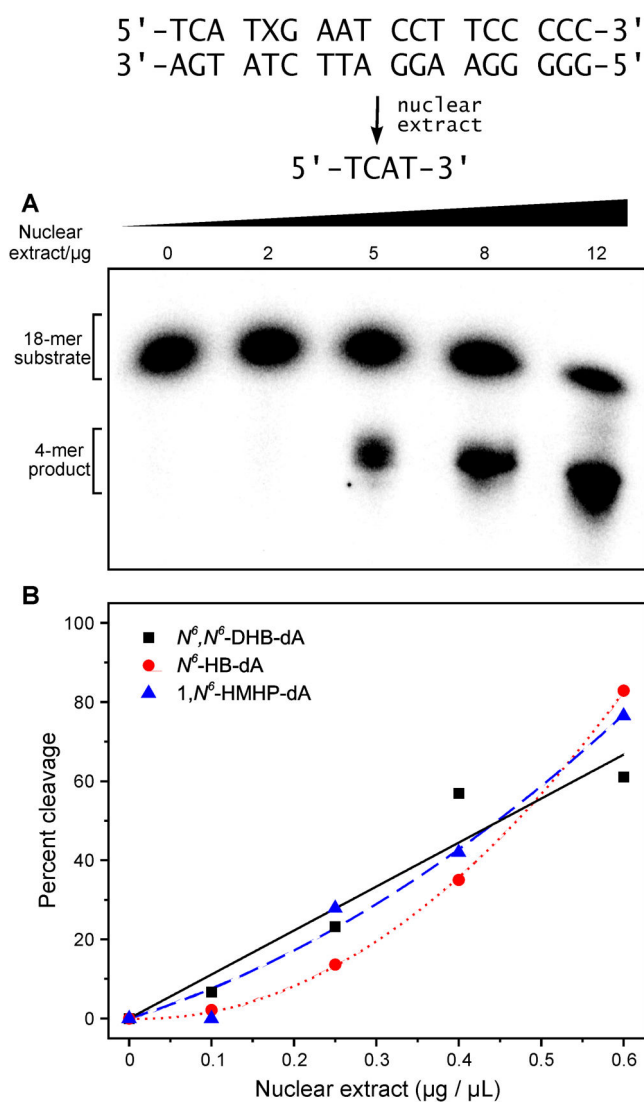 5'-TCA TXG AAT CCT TCC CCC-3'
3'-AGT ATC TTA GGA AGG GGG-5'
nuclear
extract
5'-TCAT-3'
A
Nuclear
extract/µg
0 2 5 8 12
18-mer
substrate
4-mer
product
B
100
80
60
40
20
0
Percent cleavage
N⁶,N⁶-DHB-dA
N⁶-HB-dA
1,N⁶-HMHP-dA
0 0.1 0.2 0.3 0.4 0.5 0.6
Nuclear extract (µg / µL)